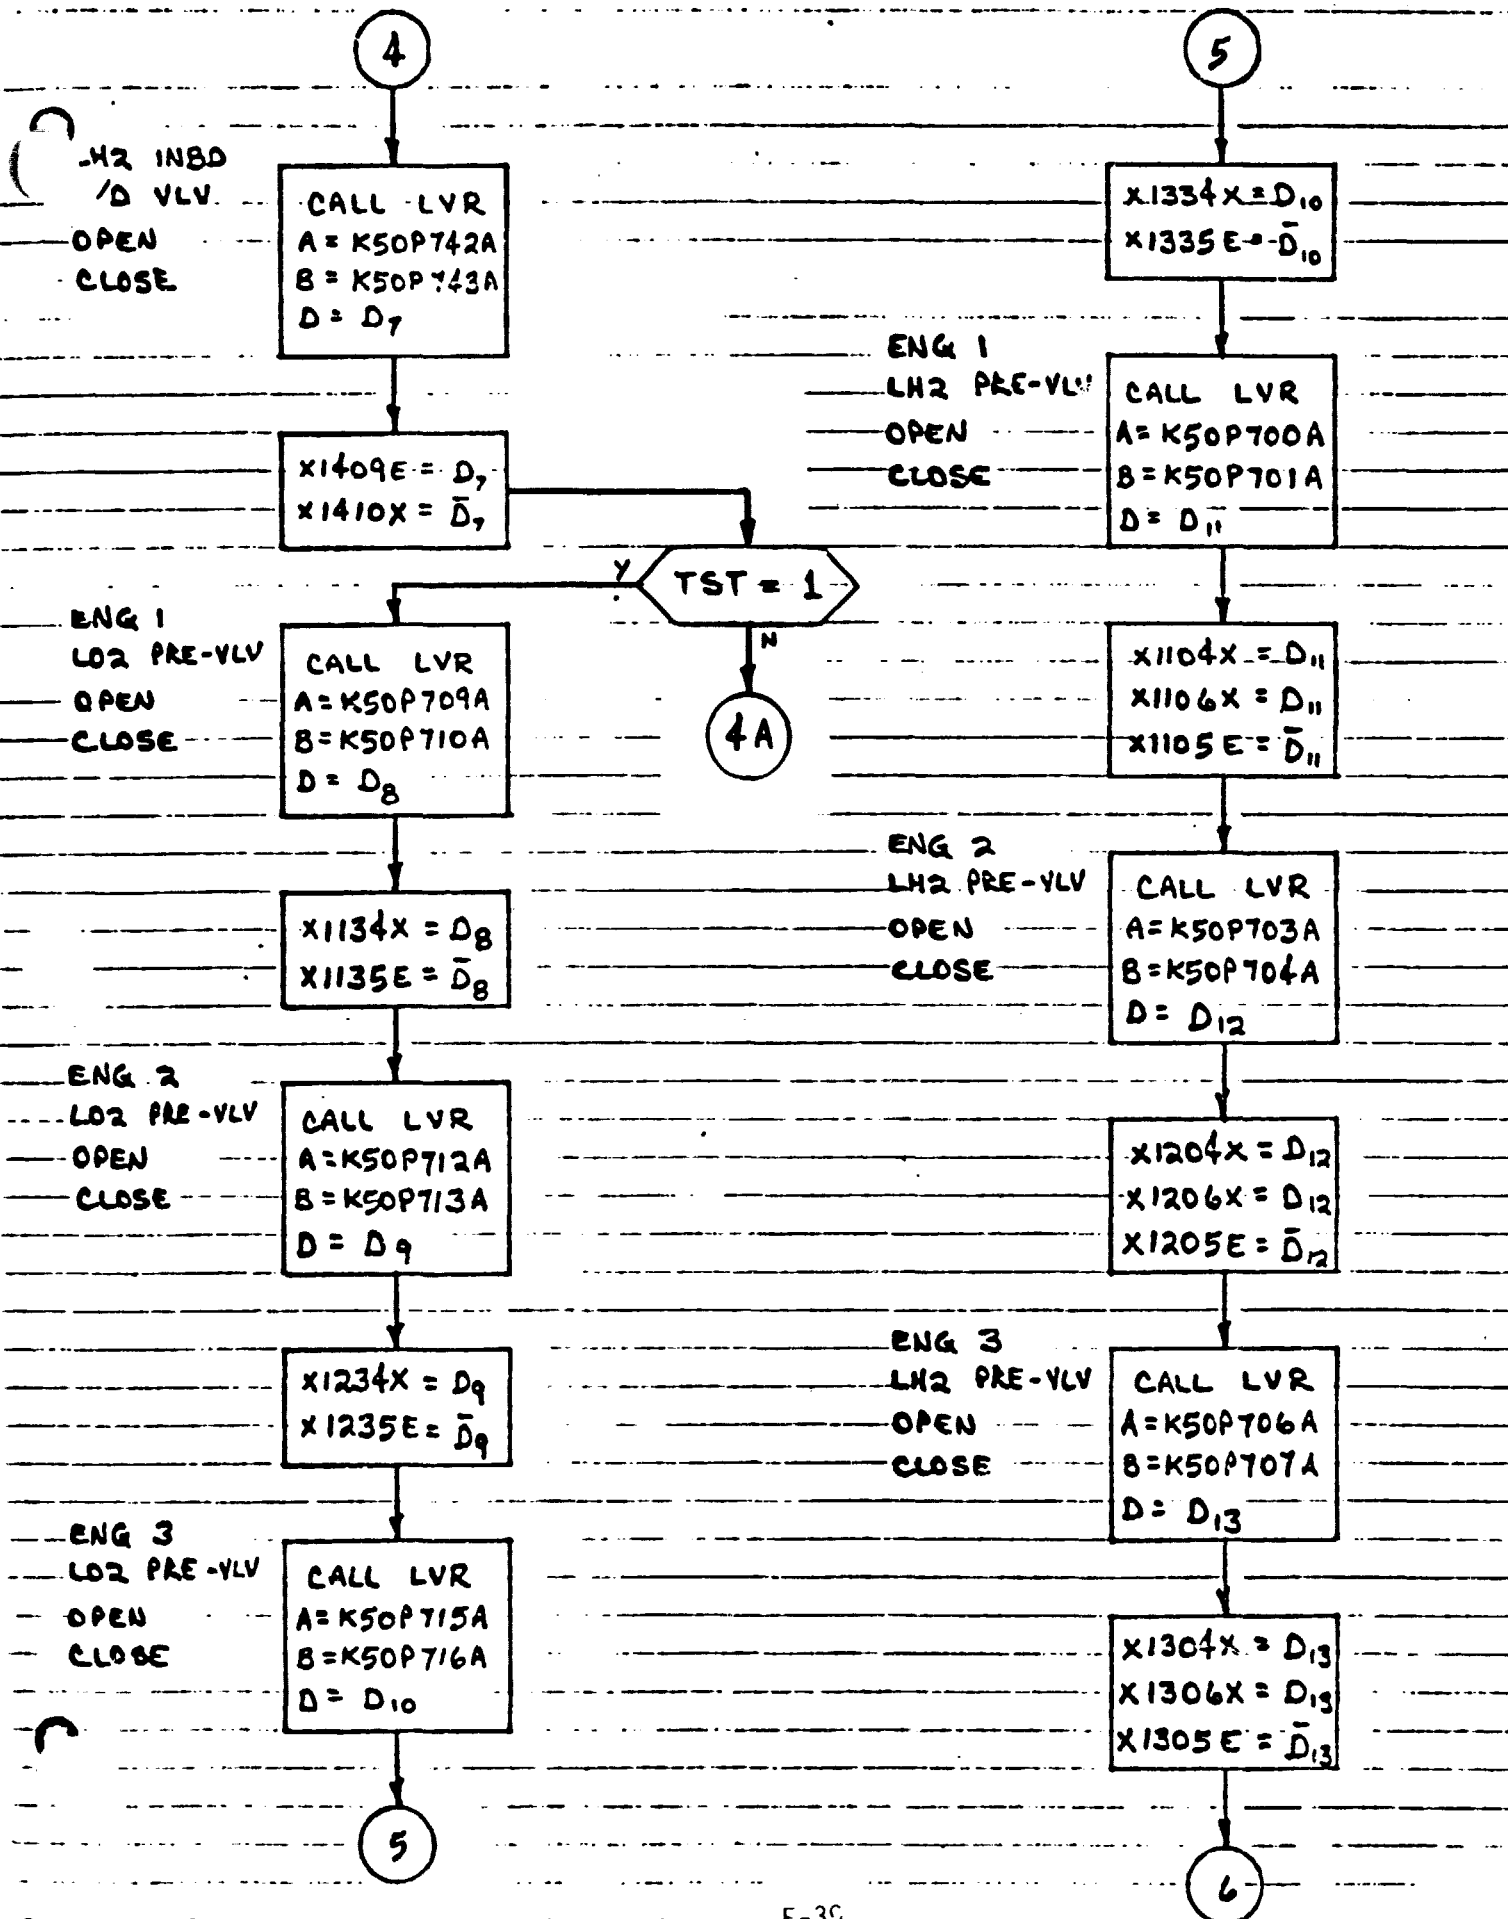 4
-H2 INBD
/D VLV
OPEN
CLOSE
CALL LVR
A = K50P742A
B = K50P743A
D = D₇
X1409E = D₇
X1410X = D̄₇
TST = 1
Y
N
4A
ENG 1
LO2 PRE-VLV
OPEN
CLOSE
CALL LVR
A = K50P709A
B = K50P710A
D = D₈
X1134X = D₈
X1135E = D̄₈
ENG 2
LO2 PRE-VLV
OPEN
CLOSE
CALL LVR
A = K50P712A
B = K50P713A
D = D₉
X1234X = D₉
X1235E = D̄₉
ENG 3
LO2 PRE-VLV
OPEN
CLOSE
CALL LVR
A = K50P715A
B = K50P716A
D = D₁₀
5
5
X1334X = D₁₀
X1335E = D̄₁₀
ENG 1
LH2 PRE-VLV
OPEN
CLOSE
CALL LVR
A = K50P700A
B = K50P701A
D = D₁₁
X1104X = D₁₁
X1106X = D₁₁
X1105E = D̄₁₁
ENG 2
LH2 PRE-VLV
OPEN
CLOSE
CALL LVR
A = K50P703A
B = K50P704A
D = D₁₂
X1204X = D₁₂
X1206X = D₁₂
X1205E = D̄₁₂
ENG 3
LH2 PRE-VLV
OPEN
CLOSE
CALL LVR
A = K50P706A
B = K50P707A
D = D₁₃
X1304X = D₁₃
X1306X = D₁₃
X1305E = D̄₁₃
6